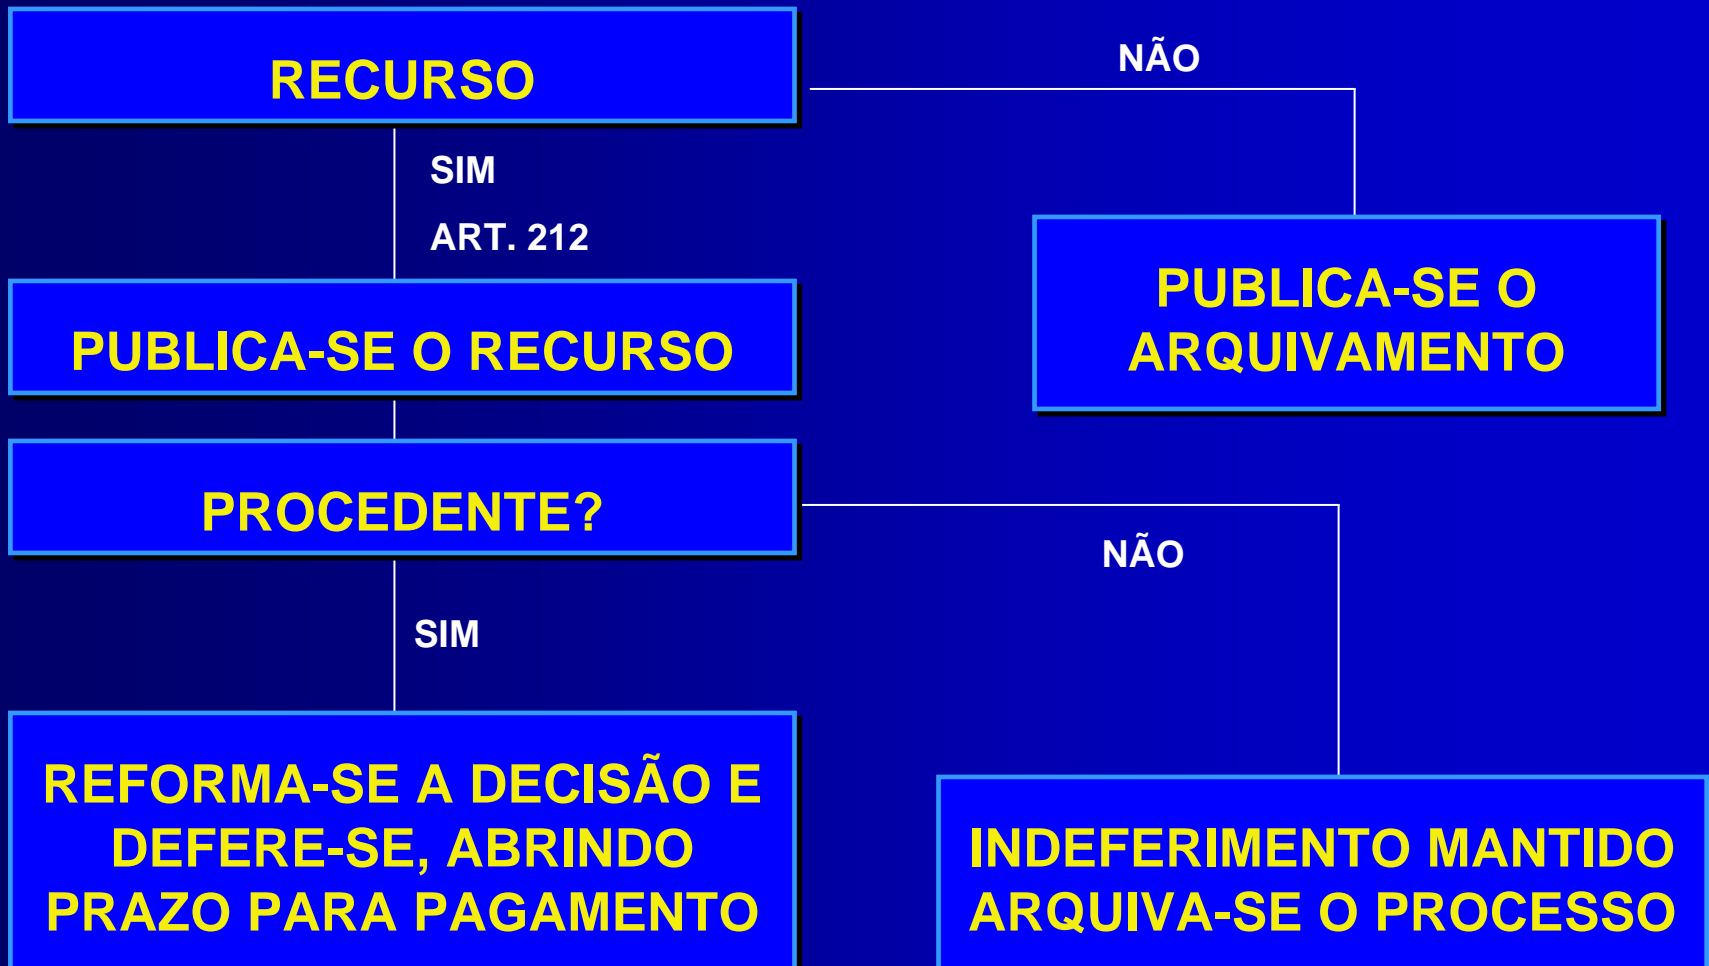 RECURSO
NÃO
SIM
ART. 212
PUBLICA-SE O
ARQUIVAMENTO
PUBLICA-SE O RECURSO
PROCEDENTE?
NÃO
SIM
REFORMA-SE A DECISÃO E
DEFERE-SE, ABRINDO
PRAZO PARA PAGAMENTO
INDEFERIMENTO MANTIDO
ARQUIVA-SE O PROCESSO